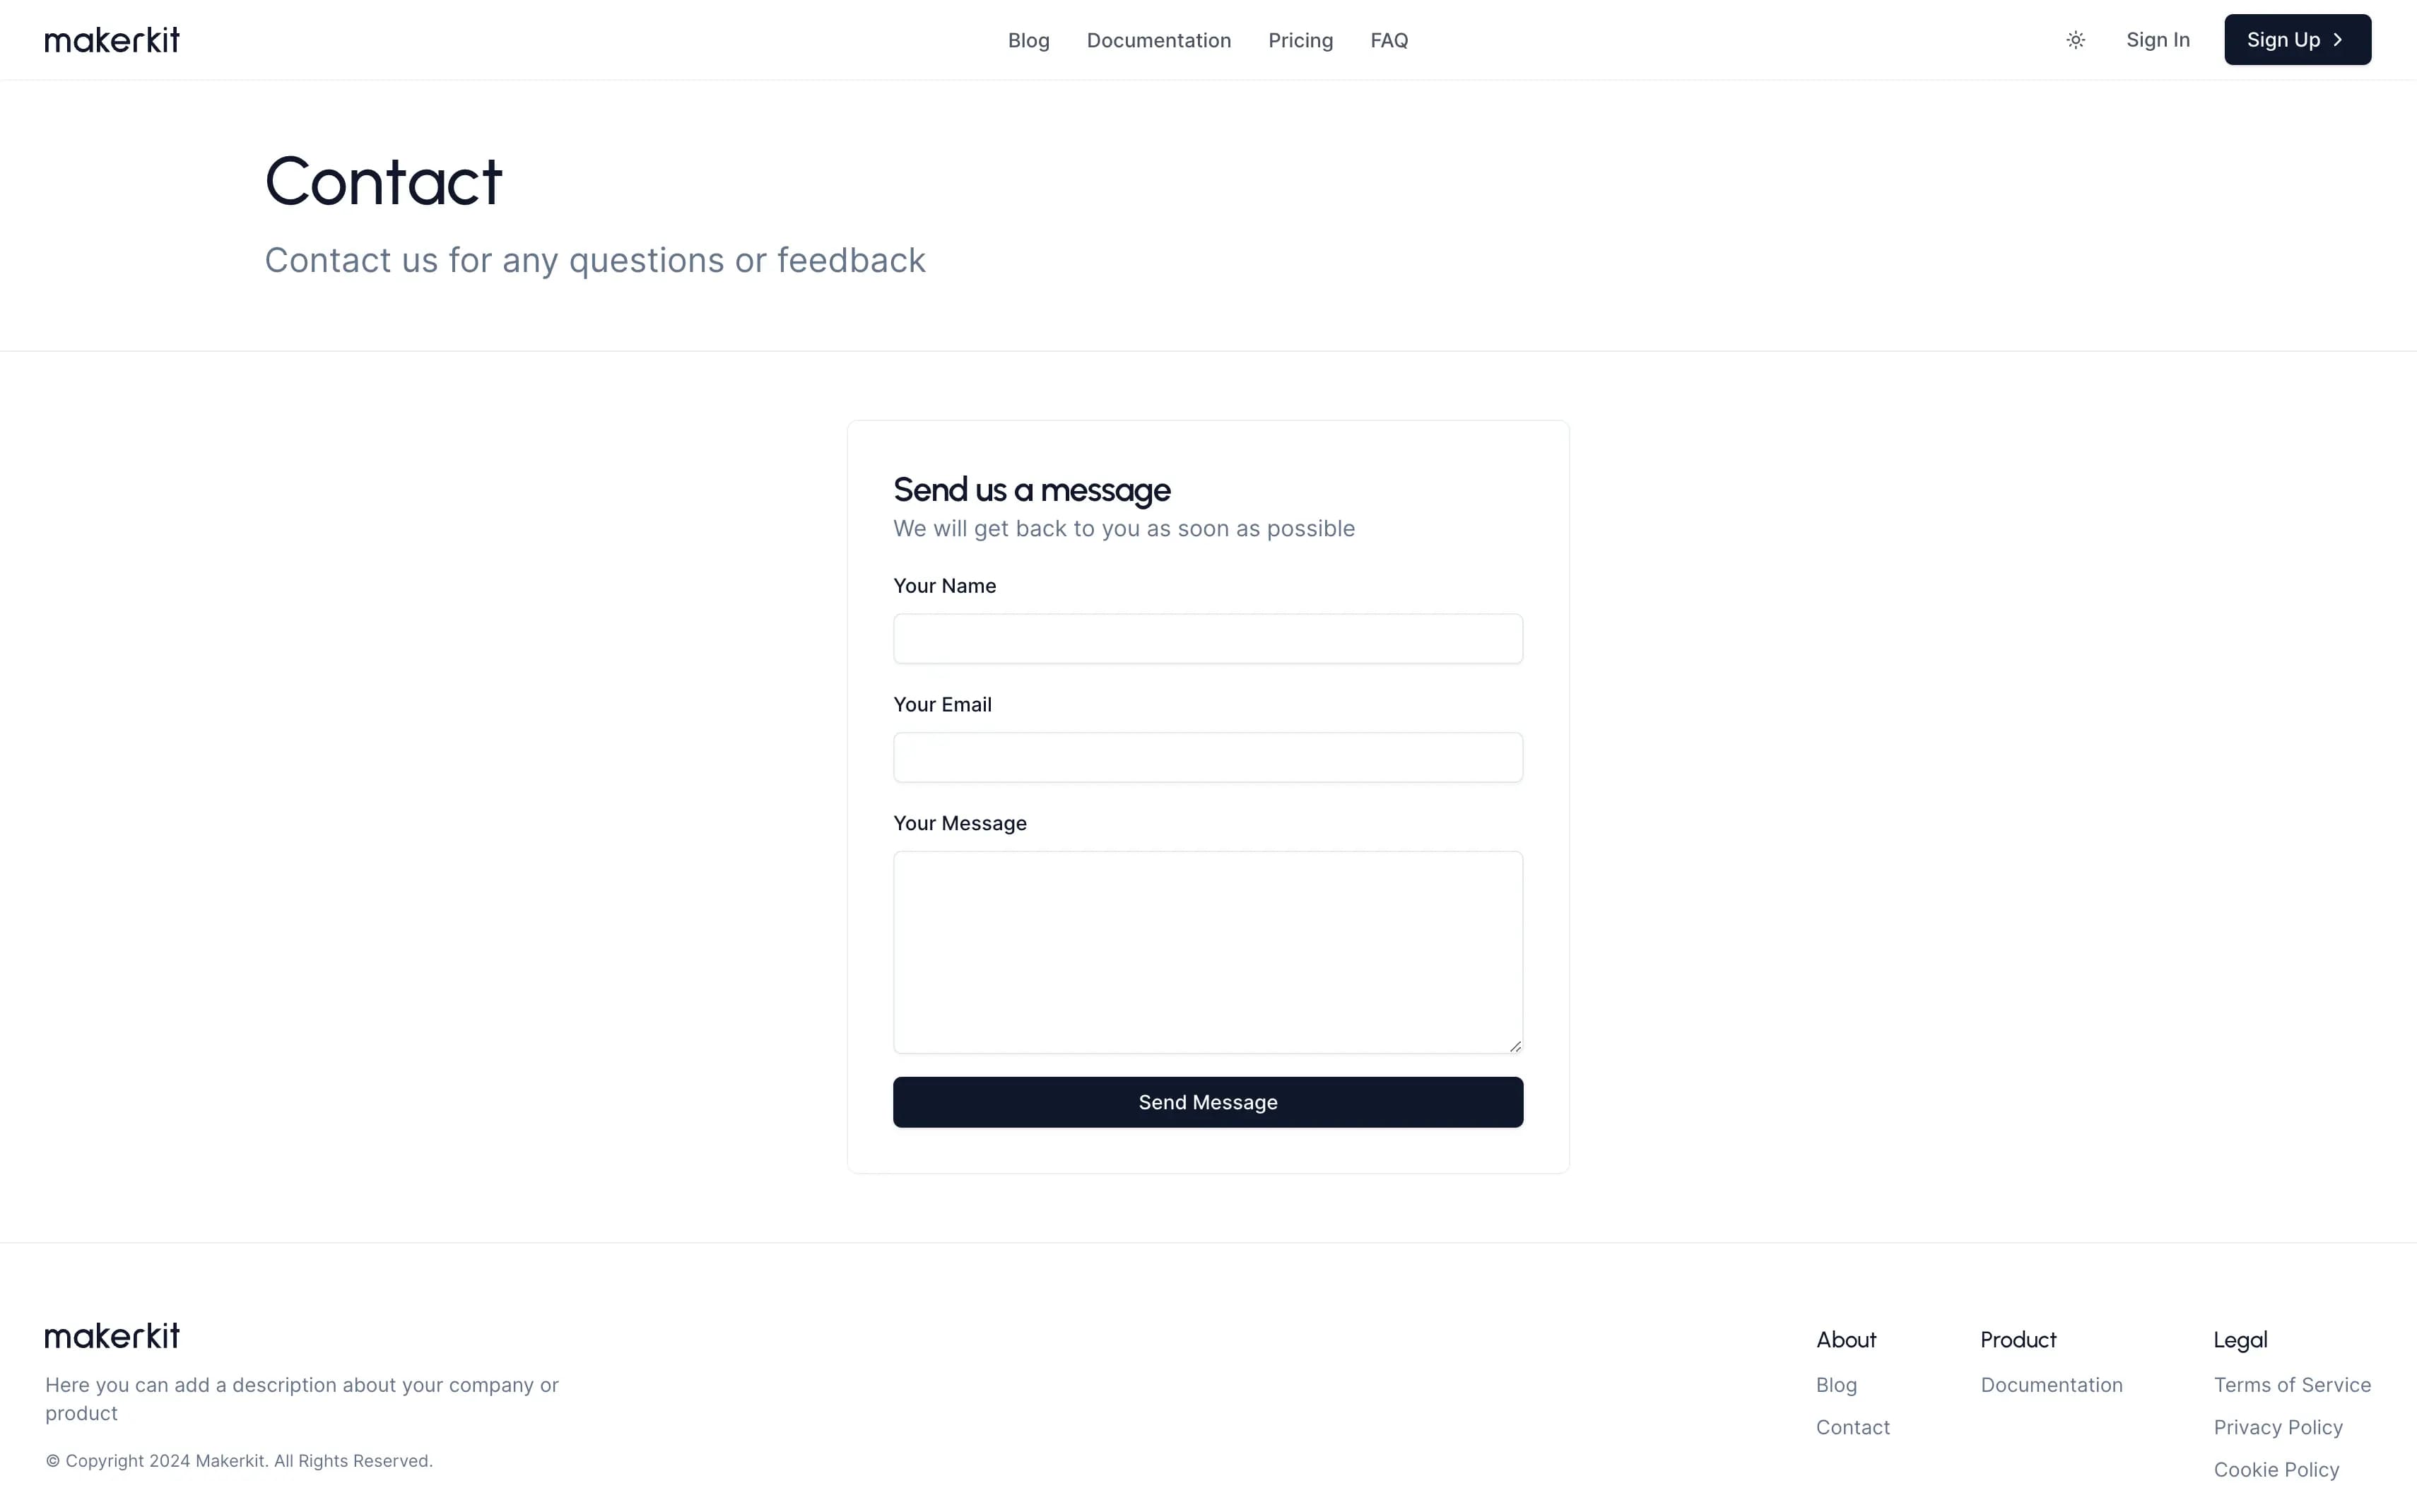 makerkit
Blog Documentation Pricing FAQ
Sign In Sign Up
Contact
Contact us for any questions or feedback
Send us a message
We will get back to you as soon as possible
Your Name
Your Email
Your Message
Send Message
makerkit
Here you can add a description about your company or
product
© Copyright 2024 Makerkit. All Rights Reserved.
About
Blog
Contact
Product
Documentation
Legal
Terms of Service
Privacy Policy
Cookie Policy